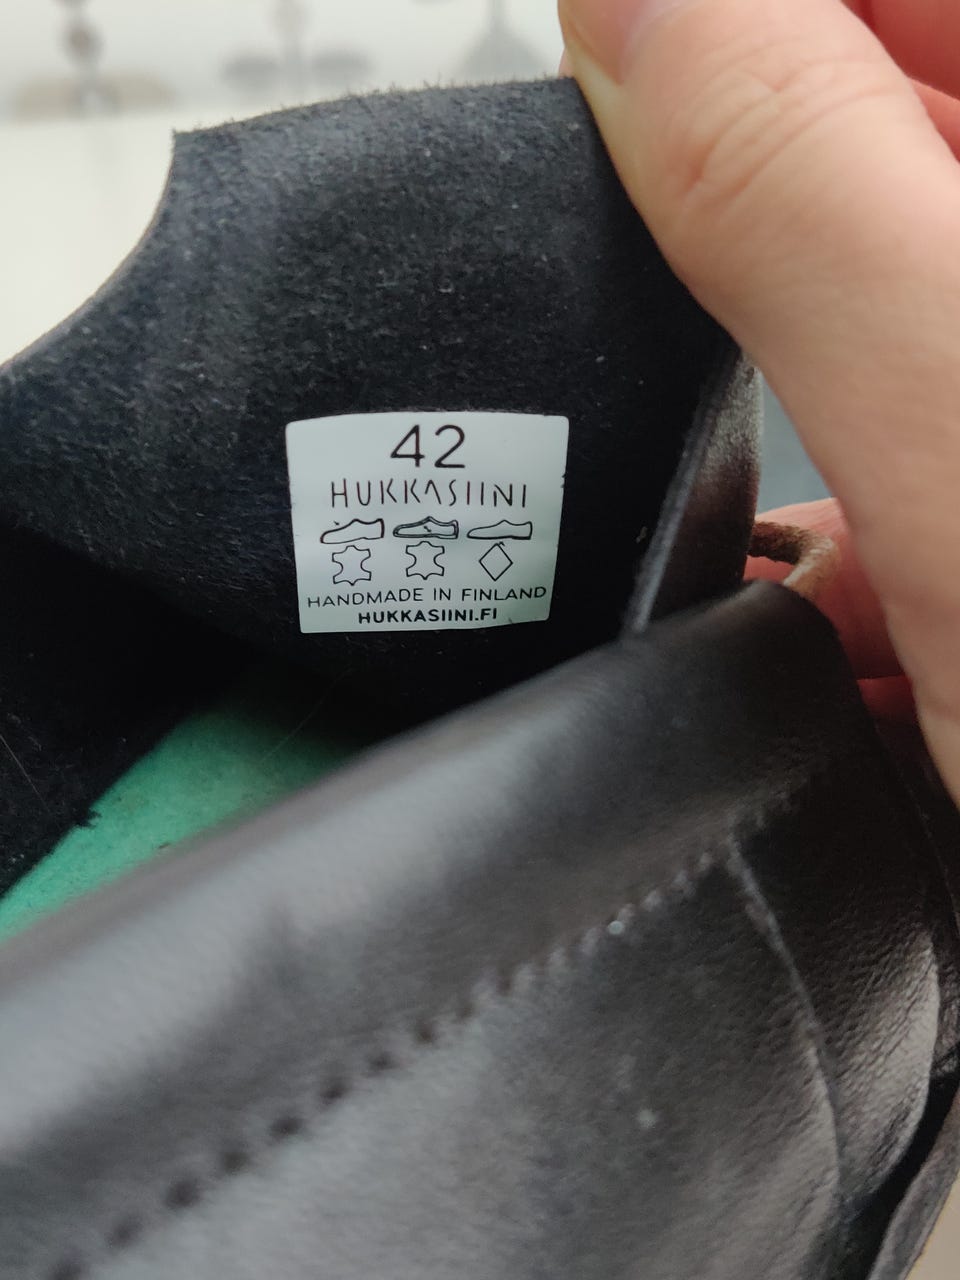 42
HUKKASIINI
HANDMADE IN FINLAND
HUKKASIINI.FI